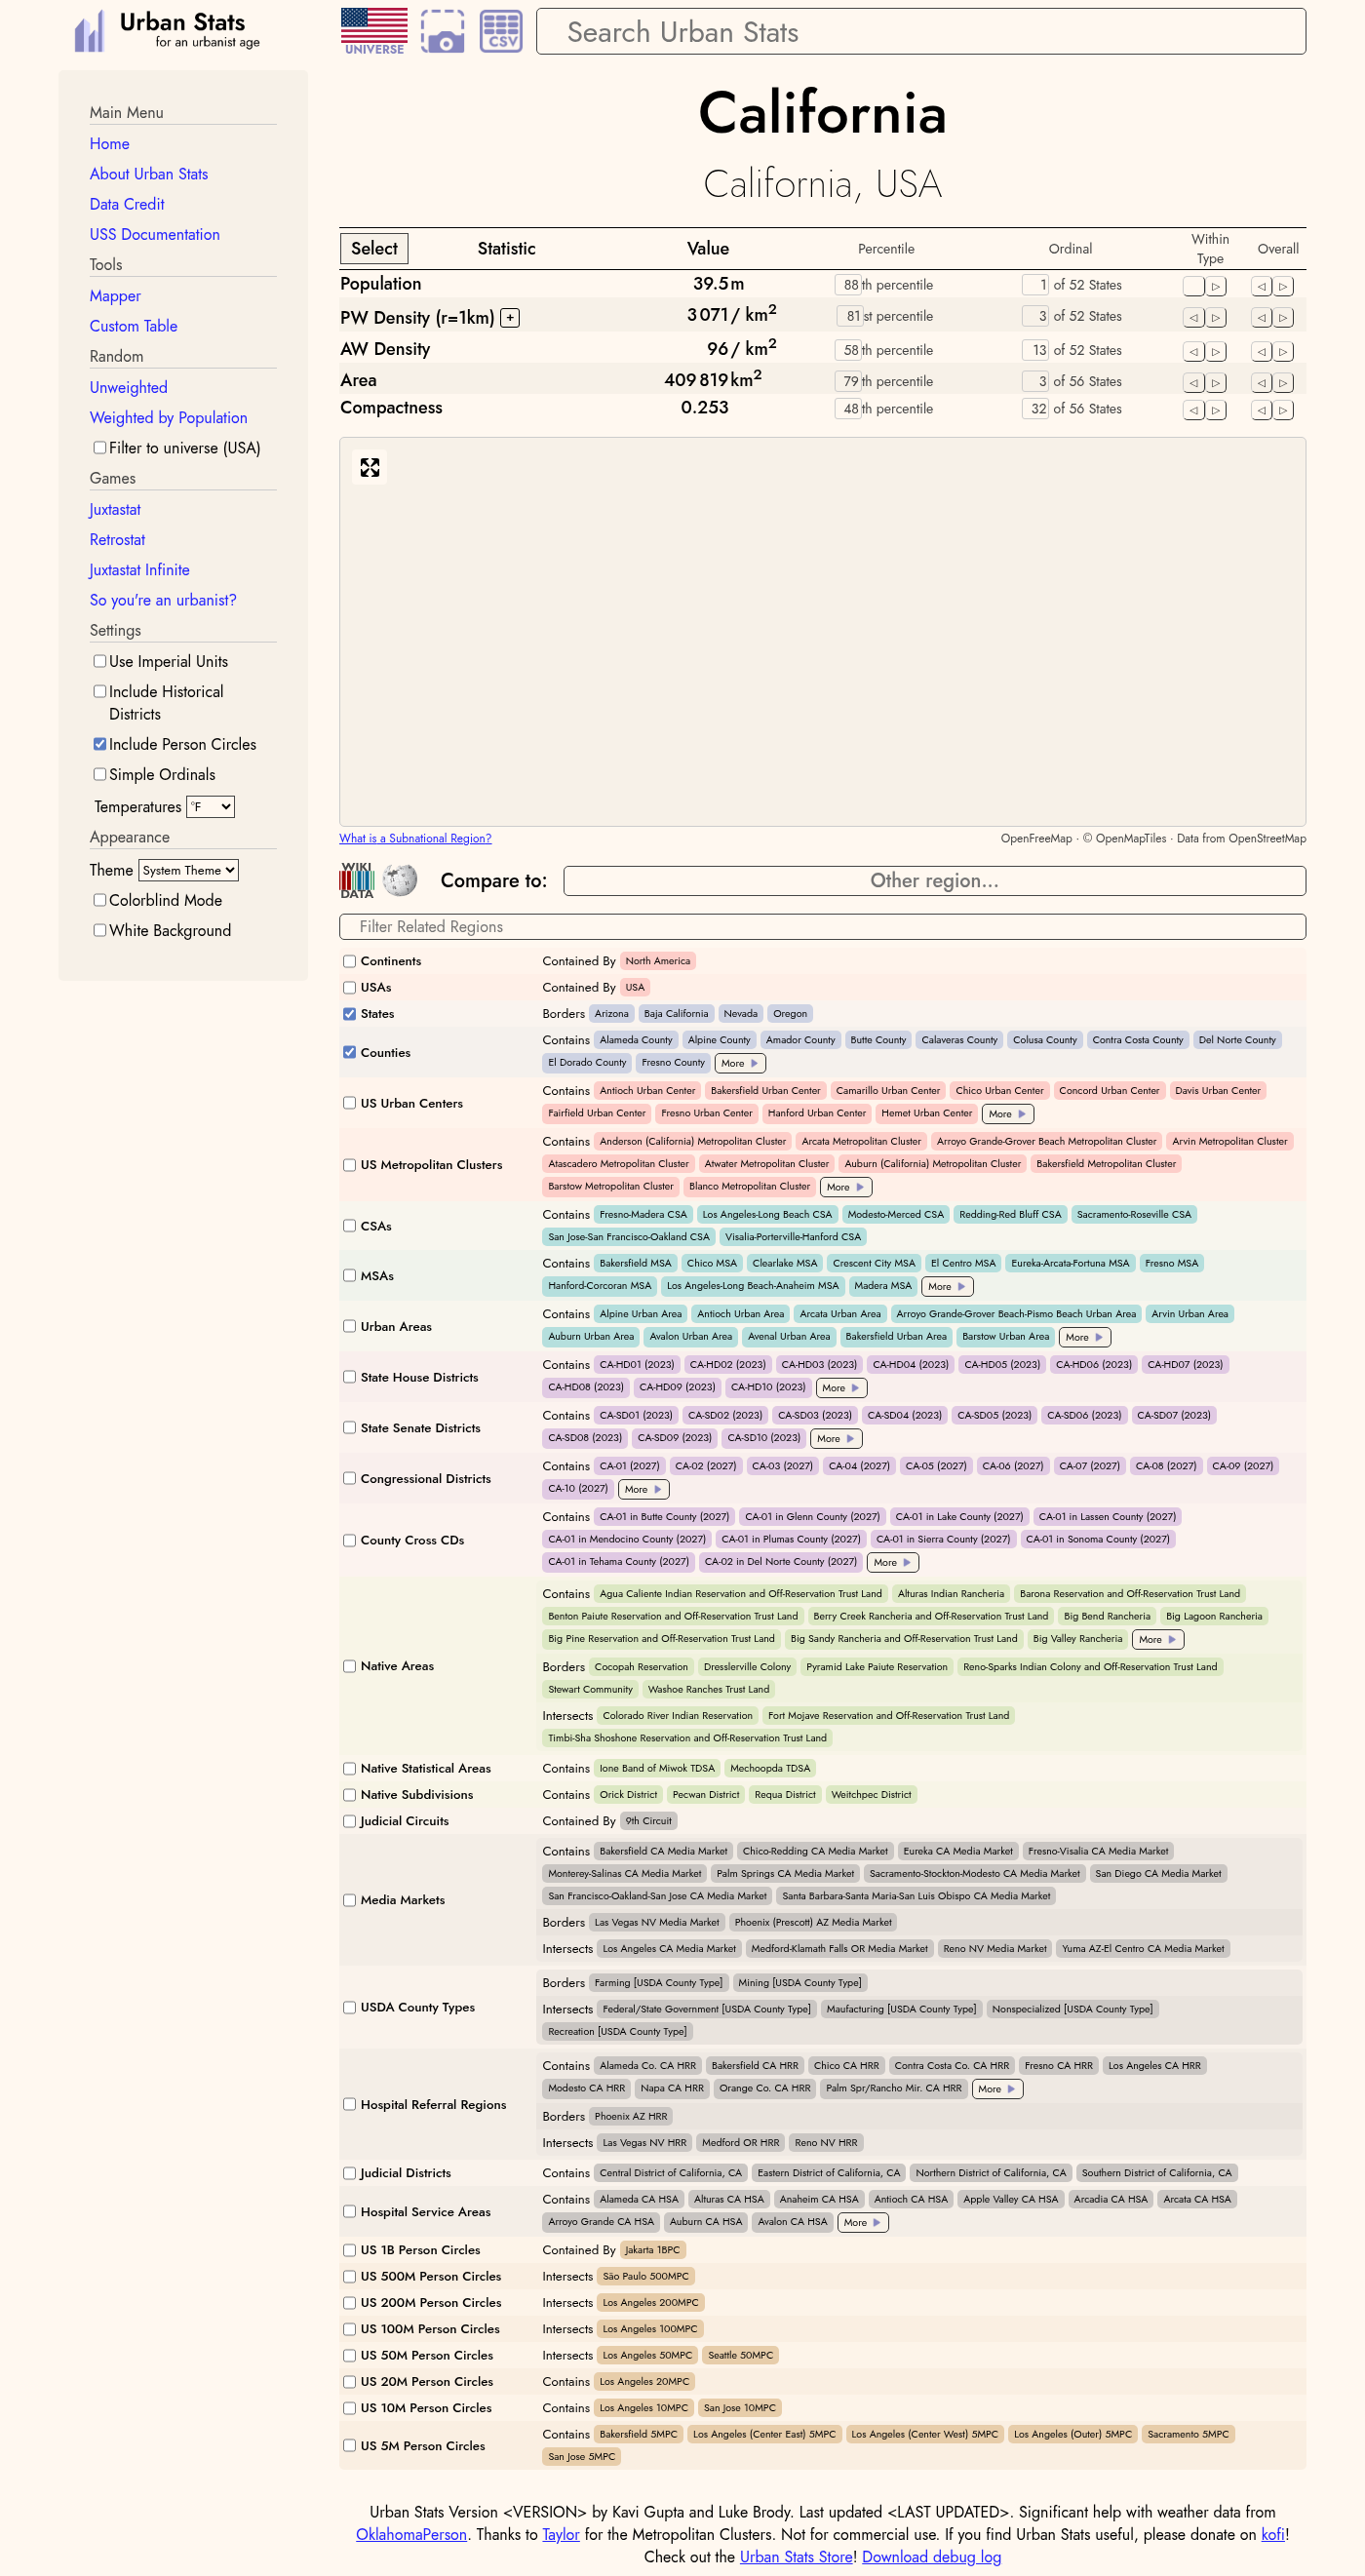 Urban Stats
for an urbanist age
UNIVERSE
CSV
Search Urban Stats
Main Menu
Home
About Urban Stats
Data Credit
USS Documentation
Tools
Mapper
Custom Table
Random
Unweighted
Weighted by Population
Filter to universe (USA)
Games
Juxtastat
Retrostat
Juxtastat Infinite
So you're an urbanist?
Settings
Use Imperial Units
Include Historical
Districts
Include Person Circles
Simple Ordinals
Temperatures °F
Appearance
Theme System Theme
Colorblind Mode
White Background
California
California, USA
Select Statistic Value Percentile Ordinal Within Type Overall
Population 39.5 m 88th percentile 1 of 52 States
PW Density (r=1km) + 3 071 / km² 81st percentile 3 of 52 States
AW Density 96 / km² 58th percentile 13 of 52 States
Area 409 819 km² 79th percentile 3 of 56 States
Compactness 0.253 48th percentile 32 of 56 States
What is a Subnational Region? OpenFreeMap · © OpenMapTiles · Data from OpenStreetMap
WIKI
DATA
Compare to: Other region...
Filter Related Regions
Continents Contained By North America
USAs Contained By USA
States Borders Arizona Baja California Nevada Oregon
Counties Contains Alameda County Alpine County Amador County Butte County Calaveras County Colusa County Contra Costa County Del Norte County
El Dorado County Fresno County More
US Urban Centers Contains Antioch Urban Center Bakersfield Urban Center Camarillo Urban Center Chico Urban Center Concord Urban Center Davis Urban Center
Fairfield Urban Center Fresno Urban Center Hanford Urban Center Hemet Urban Center More
US Metropolitan Clusters Contains Anderson (California) Metropolitan Cluster Arcata Metropolitan Cluster Arroyo Grande-Grover Beach Metropolitan Cluster Arvin Metropolitan Cluster
Atascadero Metropolitan Cluster Atwater Metropolitan Cluster Auburn (California) Metropolitan Cluster Bakersfield Metropolitan Cluster
Barstow Metropolitan Cluster Blanco Metropolitan Cluster More
CSAs Contains Fresno-Madera CSA Los Angeles-Long Beach CSA Modesto-Merced CSA Redding-Red Bluff CSA Sacramento-Roseville CSA
San Jose-San Francisco-Oakland CSA Visalia-Porterville-Hanford CSA
MSAs Contains Bakersfield MSA Chico MSA Clearlake MSA Crescent City MSA El Centro MSA Eureka-Arcata-Fortuna MSA Fresno MSA
Hanford-Corcoran MSA Los Angeles-Long Beach-Anaheim MSA Madera MSA More
Urban Areas Contains Alpine Urban Area Antioch Urban Area Arcata Urban Area Arroyo Grande-Grover Beach-Pismo Beach Urban Area Arvin Urban Area
Auburn Urban Area Avalon Urban Area Avenal Urban Area Bakersfield Urban Area Barstow Urban Area More
State House Districts Contains CA-HD01 (2023) CA-HD02 (2023) CA-HD03 (2023) CA-HD04 (2023) CA-HD05 (2023) CA-HD06 (2023) CA-HD07 (2023)
CA-HD08 (2023) CA-HD09 (2023) CA-HD10 (2023) More
State Senate Districts Contains CA-SD01 (2023) CA-SD02 (2023) CA-SD03 (2023) CA-SD04 (2023) CA-SD05 (2023) CA-SD06 (2023) CA-SD07 (2023)
CA-SD08 (2023) CA-SD09 (2023) CA-SD10 (2023) More
Congressional Districts Contains CA-01 (2027) CA-02 (2027) CA-03 (2027) CA-04 (2027) CA-05 (2027) CA-06 (2027) CA-07 (2027) CA-08 (2027) CA-09 (2027)
CA-10 (2027) More
County Cross CDs Contains CA-01 in Butte County (2027) CA-01 in Glenn County (2027) CA-01 in Lake County (2027) CA-01 in Lassen County (2027)
CA-01 in Mendocino County (2027) CA-01 in Plumas County (2027) CA-01 in Sierra County (2027) CA-01 in Sonoma County (2027)
CA-01 in Tehama County (2027) CA-02 in Del Norte County (2027) More
Native Areas Contains Agua Caliente Indian Reservation and Off-Reservation Trust Land Alturas Indian Rancheria Barona Reservation and Off-Reservation Trust Land
Benton Paiute Reservation and Off-Reservation Trust Land Berry Creek Rancheria and Off-Reservation Trust Land Big Bend Rancheria Big Lagoon Rancheria
Big Pine Reservation and Off-Reservation Trust Land Big Sandy Rancheria and Off-Reservation Trust Land Big Valley Rancheria More
Borders Cocopah Reservation Dresslerville Colony Pyramid Lake Paiute Reservation Reno-Sparks Indian Colony and Off-Reservation Trust Land
Stewart Community Washoe Ranches Trust Land
Intersects Colorado River Indian Reservation Fort Mojave Reservation and Off-Reservation Trust Land
Timbi-Sha Shoshone Reservation and Off-Reservation Trust Land
Native Statistical Areas Contains Ione Band of Miwok TDSA Mechoopda TDSA
Native Subdivisions Contains Orick District Pecwan District Requa District Weitchpec District
Judicial Circuits Contained By 9th Circuit
Media Markets Contains Bakersfield CA Media Market Chico-Redding CA Media Market Eureka CA Media Market Fresno-Visalia CA Media Market
Monterey-Salinas CA Media Market Palm Springs CA Media Market Sacramento-Stockton-Modesto CA Media Market San Diego CA Media Market
San Francisco-Oakland-San Jose CA Media Market Santa Barbara-Santa Maria-San Luis Obispo CA Media Market
Borders Las Vegas NV Media Market Phoenix (Prescott) AZ Media Market
Intersects Los Angeles CA Media Market Medford-Klamath Falls OR Media Market Reno NV Media Market Yuma AZ-El Centro CA Media Market
USDA County Types Borders Farming [USDA County Type] Mining [USDA County Type]
Intersects Federal/State Government [USDA County Type] Maufacturing [USDA County Type] Nonspecialized [USDA County Type]
Recreation [USDA County Type]
Hospital Referral Regions Contains Alameda Co. CA HRR Bakersfield CA HRR Chico CA HRR Contra Costa Co. CA HRR Fresno CA HRR Los Angeles CA HRR
Modesto CA HRR Napa CA HRR Orange Co. CA HRR Palm Spr/Rancho Mir. CA HRR More
Borders Phoenix AZ HRR
Intersects Las Vegas NV HRR Medford OR HRR Reno NV HRR
Judicial Districts Contains Central District of California, CA Eastern District of California, CA Northern District of California, CA Southern District of California, CA
Hospital Service Areas Contains Alameda CA HSA Alturas CA HSA Anaheim CA HSA Antioch CA HSA Apple Valley CA HSA Arcadia CA HSA Arcata CA HSA
Arroyo Grande CA HSA Auburn CA HSA Avalon CA HSA More
US 1B Person Circles Contained By Jakarta 1BPC
US 500M Person Circles Intersects São Paulo 500MPC
US 200M Person Circles Intersects Los Angeles 200MPC
US 100M Person Circles Intersects Los Angeles 100MPC
US 50M Person Circles Intersects Los Angeles 50MPC Seattle 50MPC
US 20M Person Circles Contains Los Angeles 20MPC
US 10M Person Circles Contains Los Angeles 10MPC San Jose 10MPC
US 5M Person Circles Contains Bakersfield 5MPC Los Angeles (Center East) 5MPC Los Angeles (Center West) 5MPC Los Angeles (Outer) 5MPC Sacramento 5MPC
San Jose 5MPC
Urban Stats Version <VERSION> by Kavi Gupta and Luke Brody. Last updated <LAST UPDATED>. Significant help with weather data from
OklahomaPerson. Thanks to Taylor for the Metropolitan Clusters. Not for commercial use. If you find Urban Stats useful, please donate on kofi!
Check out the Urban Stats Store! Download debug log